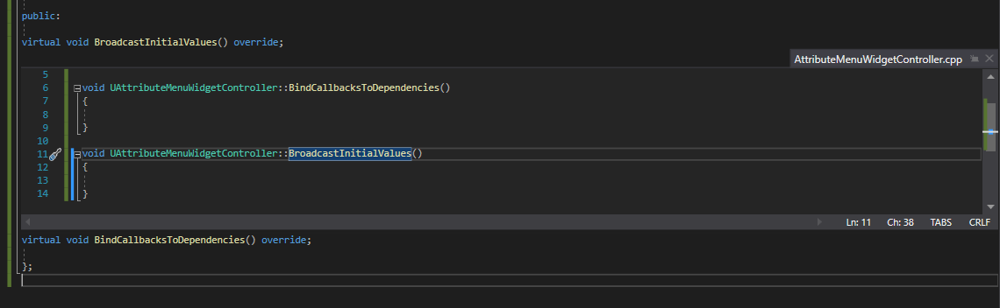 public:
virtual void BroadcastInitialValues() override;
AttributeMenuWidgetController.cpp
5
6 void UAttributeMenuWidgetController::BindCallbacksToDependencies()
7 {
8
9 }
10
11 void UAttributeMenuWidgetController::BroadcastInitialValues()
12 {
13
14 }
Ln: 11 Ch: 38 TABS CRLF
virtual void BindCallbacksToDependencies() override;
};